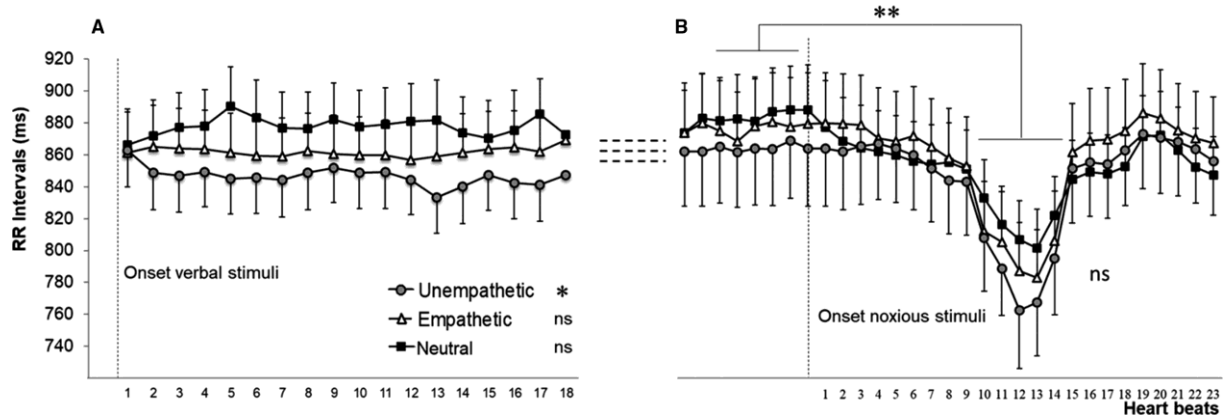 A
B
**
920
900
880
860
840
820
800
780
760
740
RR Intervals (ms)
Onset verbal stimuli
Unempathetic *
Empathetic ns
Neutral ns
Onset noxious stimuli
ns
1 2 3 4 5 6 7 8 9 10 11 12 13 14 15 16 17 18
1 2 3 4 5 6 7 8 9 10 11 12 13 14 15 16 17 18 19 20 21 22 23
Heart beats